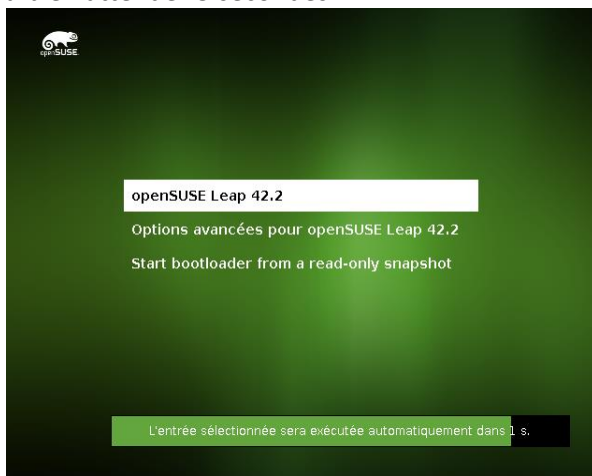 openSUSE
openSUSE Leap 42.2
Options avancées pour openSUSE Leap 42.2
Start bootloader from a read-only snapshot
L'entrée sélectionnée sera exécutée automatiquement dans 1 s.